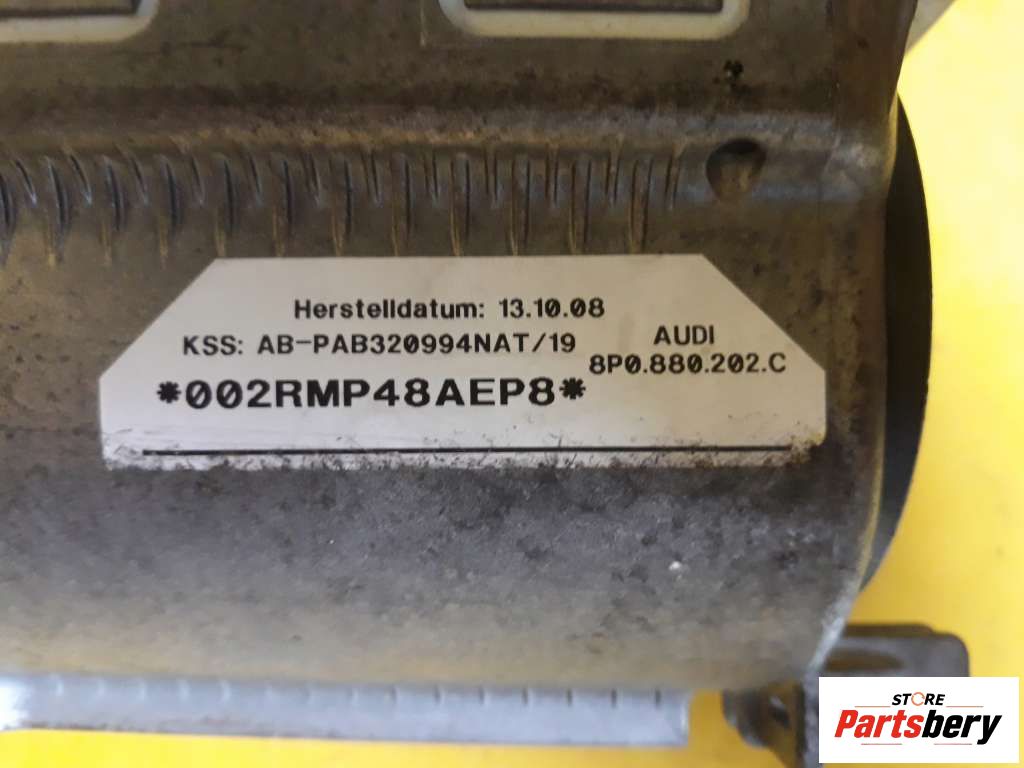 Herstelldatum: 13.10.08
KSS: AB-PAB320994NAT/19
AUDI
8P0.880.202.C
*002RMP48AEP8*
STORE
Partsbery